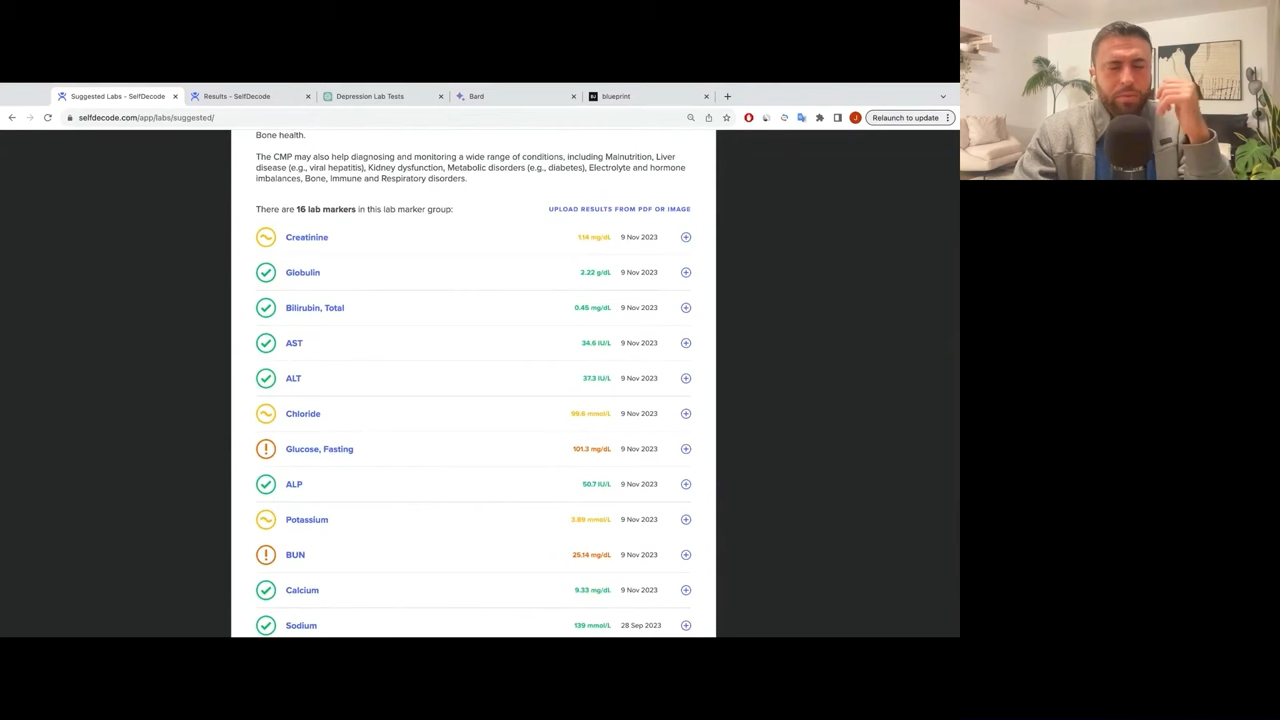 Suggested Labs – SelfDecode
Results - SelfDecode
Depression Lab Tests
Bard
blueprint
selfdecode.com/app/labs/suggested/
Relaunch to update
Bone health.
The CMP may also help diagnosing and monitoring a wide range of conditions, including Malnutrition, Liver
disease (e.g., viral hepatitis), Kidney dysfunction, Metabolic disorders (e.g., diabetes), Electrolyte and hormone
imbalances, Bone, Immune and Respiratory disorders.
There are 16 lab markers in this lab marker group:
UPLOAD RESULTS FROM PDF OR IMAGE
Creatinine 1.14 mg/dL 9 Nov 2023
Globulin 2.22 g/dL 9 Nov 2023
Bilirubin, Total 0.45 mg/dL 9 Nov 2023
AST 34.6 IU/L 9 Nov 2023
ALT 37.3 IU/L 9 Nov 2023
Chloride 99.6 mmol/L 9 Nov 2023
Glucose, Fasting 101.3 mg/dL 9 Nov 2023
ALP 50.7 IU/L 9 Nov 2023
Potassium 3.89 mmol/L 9 Nov 2023
BUN 25.14 mg/dL 9 Nov 2023
Calcium 9.33 mg/dL 9 Nov 2023
Sodium 139 mmol/L 28 Sep 2023